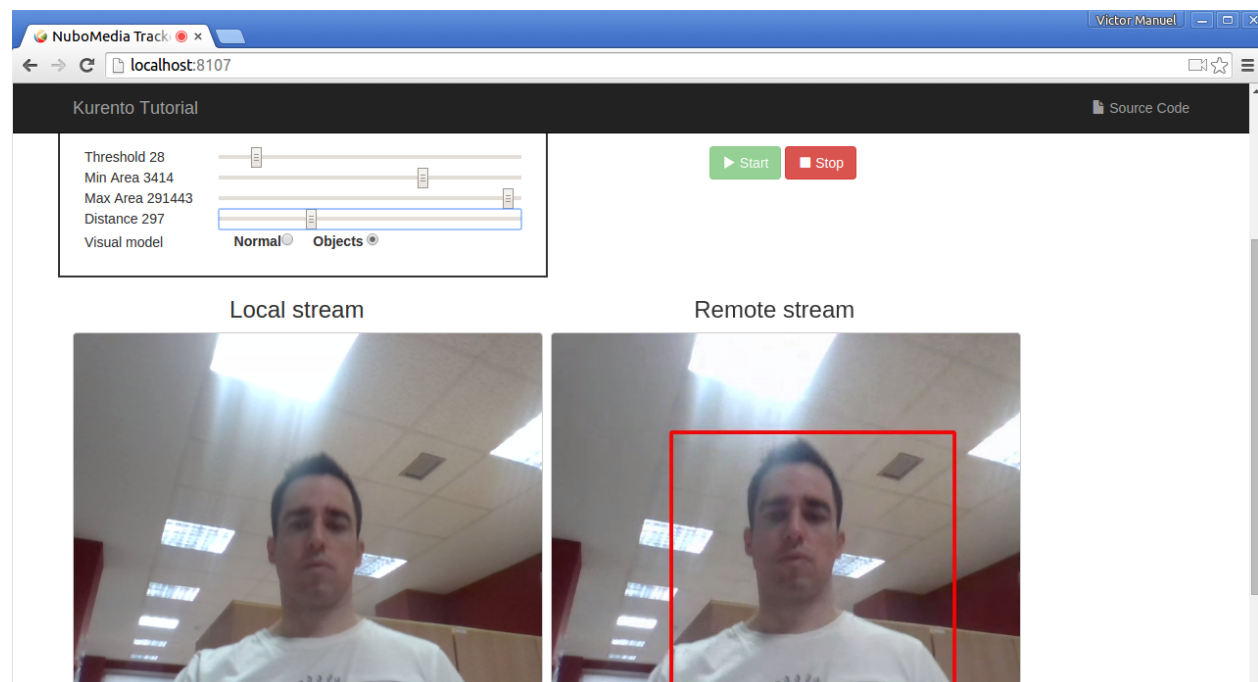 Victor Manuel
NuboMedia Track
localhost:8107
Kurento Tutorial
Source Code
Threshold 28
Min Area 3414
Max Area 291443
Distance 297
Visual model Normal Objects
Start Stop
Local stream
Remote stream